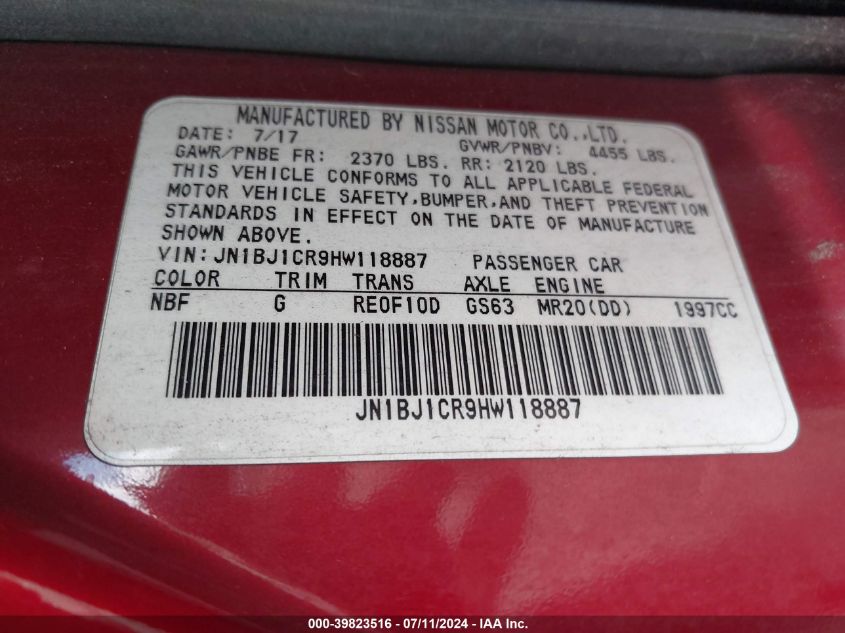 MANUFACTURED BY NISSAN MOTOR CO.,LTD.
DATE: 7/17 GVWR/PNBV: 4455 LBS.
GAWR/PNBE FR: 2370 LBS. RR: 2120 LBS.
THIS VEHICLE CONFORMS TO ALL APPLICABLE FEDERAL
MOTOR VEHICLE SAFETY,BUMPER,AND THEFT PREVENTION
STANDARDS IN EFFECT ON THE DATE OF MANUFACTURE
SHOWN ABOVE.
VIN:JN1BJ1CR9HW118887 PASSENGER CAR
COLOR TRIM TRANS AXLE ENGINE
NBF G RE0F10D GS63 MR20(DD) 1997CC
JN1BJ1CR9HW118887
000-39823516 - 07/11/2024 - IAA Inc.